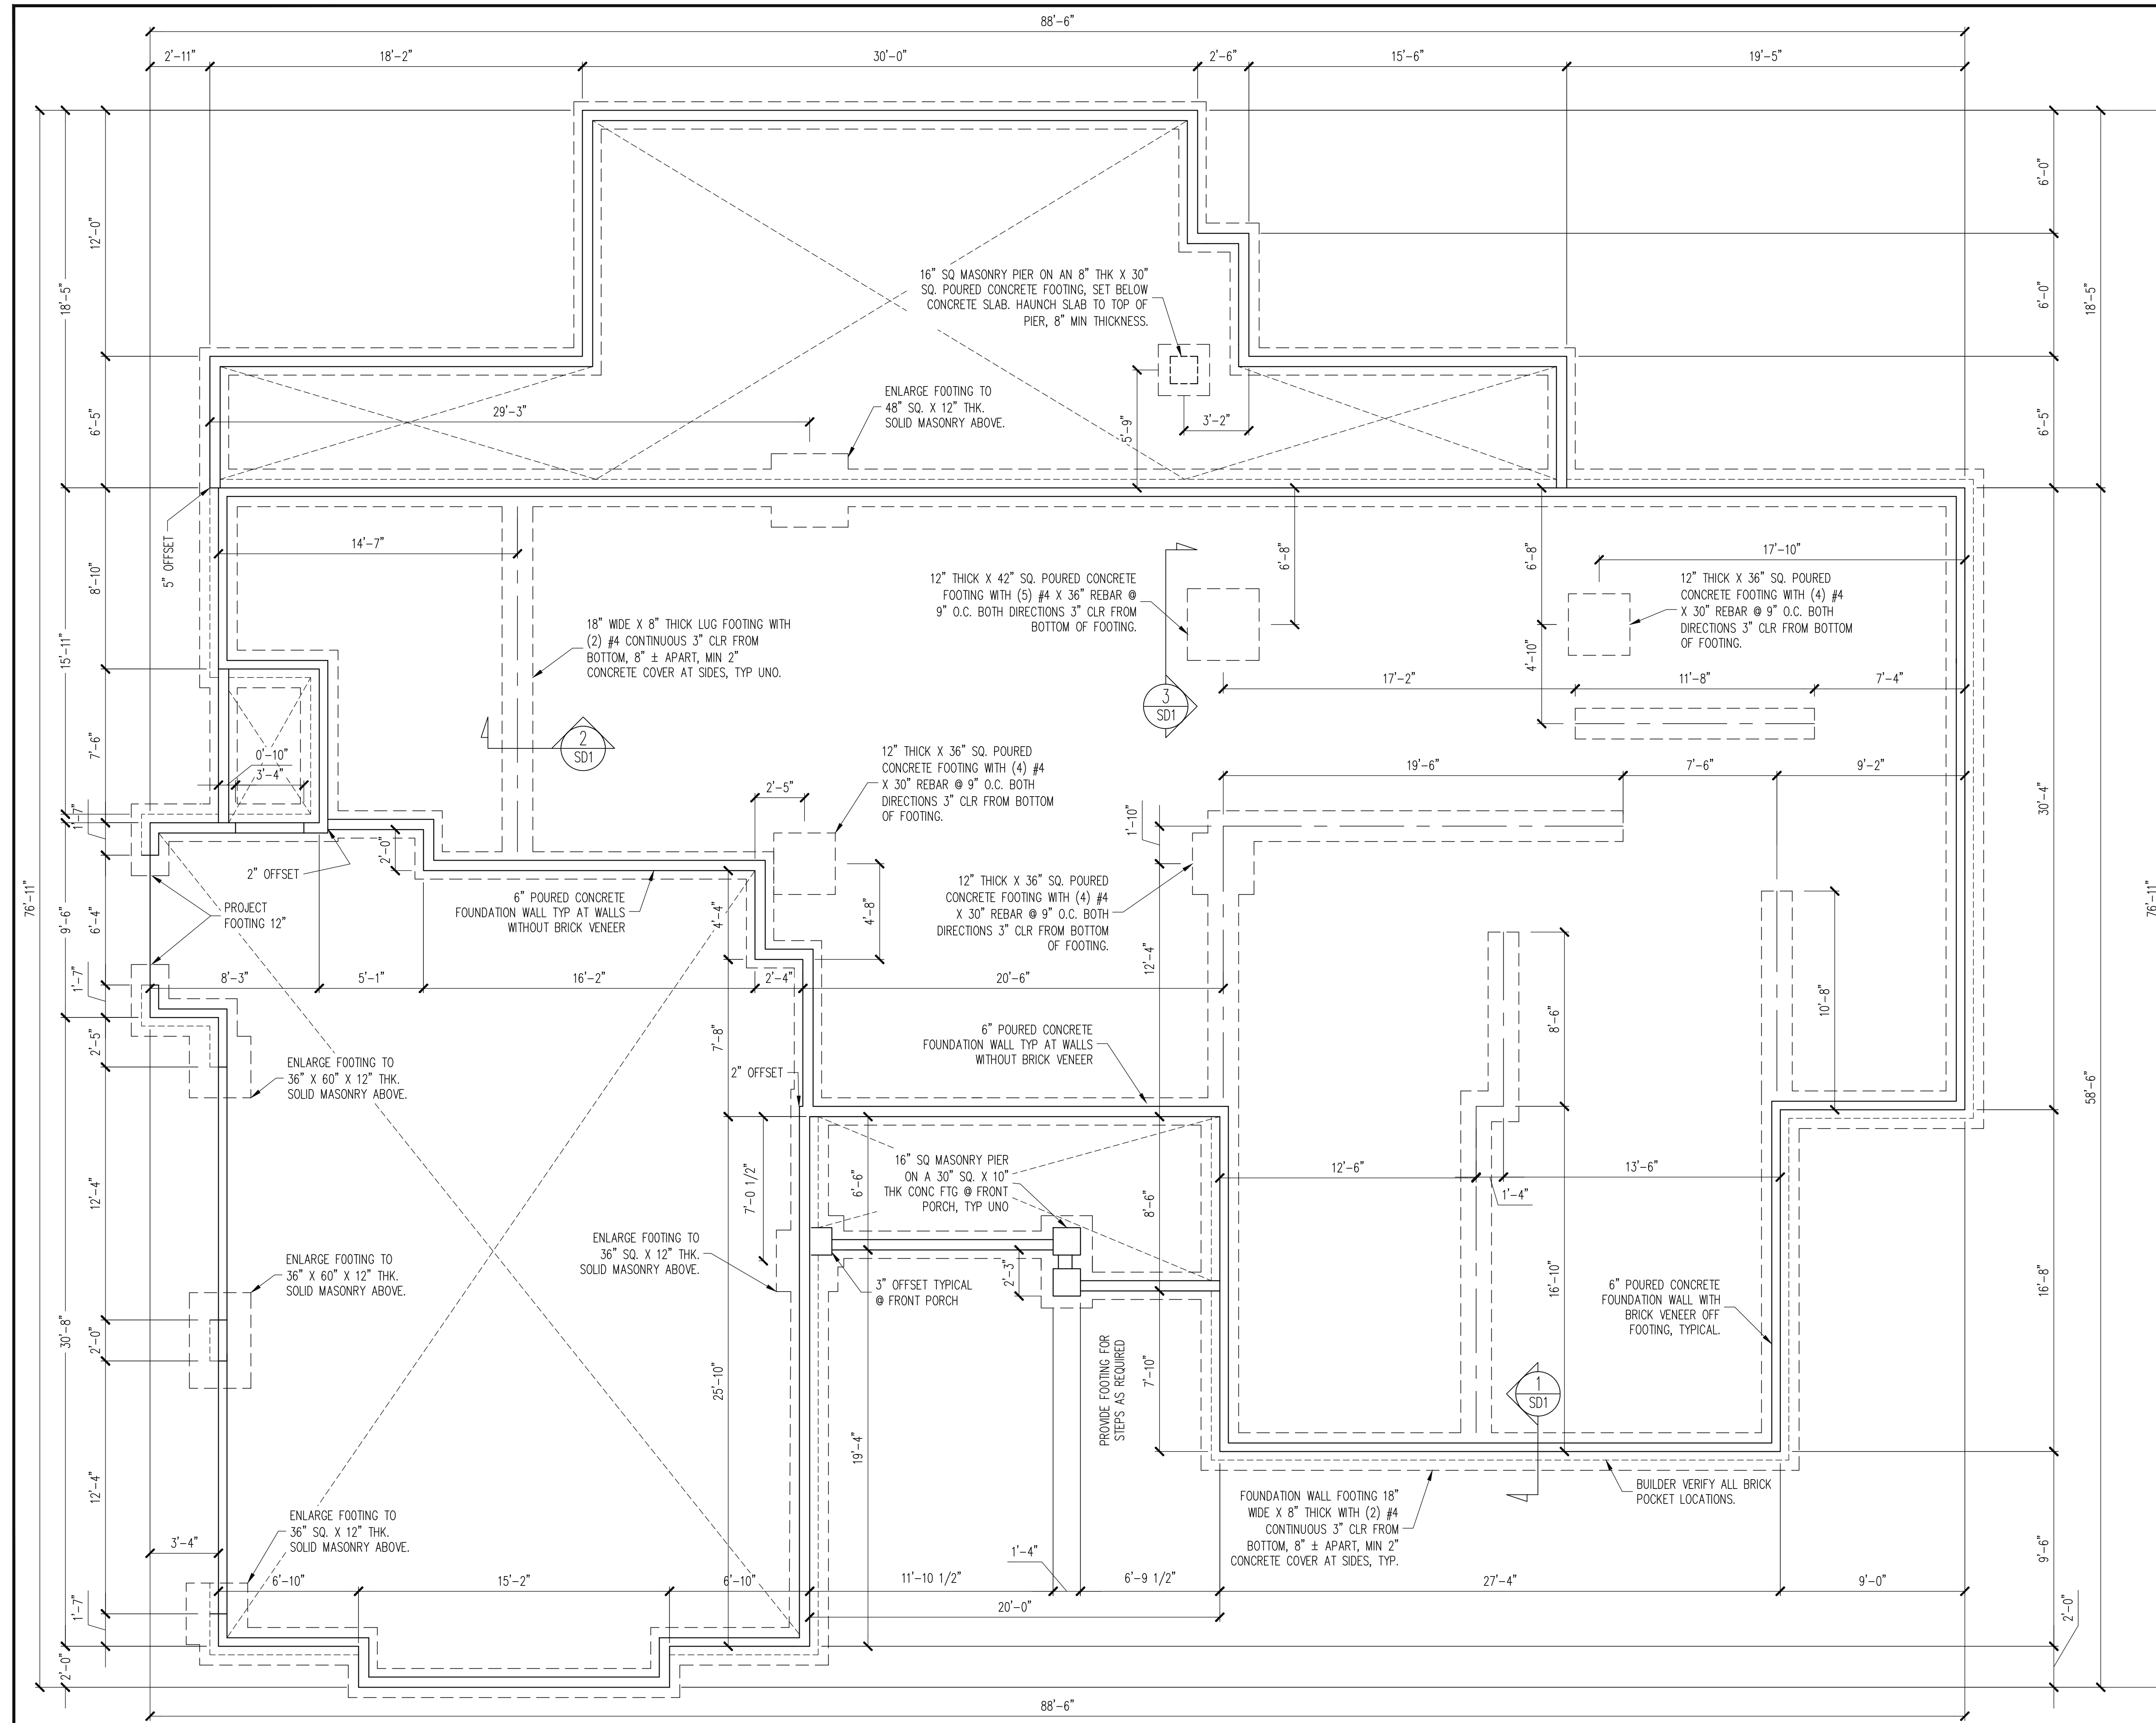 88'-6"
2'-11"
18'-2"
30'-0"
2'-6"
15'-6"
19'-5"
76'-11"
18'-5"
15'-11"
9'-6"
30'-8"
2'-0"
12'-0"
6'-5"
8'-10"
7'-6"
1'-7"
6'-4"
1'-7"
2'-5"
12'-4"
2'-0"
12'-4"
1'-7"
16" SQ MASONRY PIER ON AN 8" THK X 30"
SQ. POURED CONCRETE FOOTING, SET BELOW
CONCRETE SLAB. HAUNCH SLAB TO TOP OF
PIER, 8" MIN THICKNESS.
ENLARGE FOOTING TO
48" SQ. X 12" THK.
SOLID MASONRY ABOVE.
29'-3"
5'-9"
3'-2"
5" OFFSET
14'-7"
18" WIDE X 8" THICK LUG FOOTING WITH
(2) #4 CONTINUOUS 3" CLR FROM
BOTTOM, 8" ± APART, MIN 2"
CONCRETE COVER AT SIDES, TYP UNO.
12" THICK X 42" SQ. POURED CONCRETE
FOOTING WITH (5) #4 X 36" REBAR @
9" O.C. BOTH DIRECTIONS 3" CLR FROM
BOTTOM OF FOOTING.
6'-8"
6'-8"
4'-10"
17'-10"
12" THICK X 36" SQ. POURED
CONCRETE FOOTING WITH (4) #4
X 30" REBAR @ 9" O.C. BOTH
DIRECTIONS 3" CLR FROM BOTTOM
OF FOOTING.
3
SD1
17'-2"
11'-8"
7'-4"
2
SD1
0'-10"
3'-4"
12" THICK X 36" SQ. POURED
CONCRETE FOOTING WITH (4) #4
X 30" REBAR @ 9" O.C. BOTH
DIRECTIONS 3" CLR FROM BOTTOM
OF FOOTING.
2'-5"
19'-6"
7'-6"
9'-2"
1'-10"
2'-0"
2" OFFSET
PROJECT
FOOTING 12"
6" POURED CONCRETE
FOUNDATION WALL TYP AT WALLS
WITHOUT BRICK VENEER
4'-4"
4'-8"
12" THICK X 36" SQ. POURED
CONCRETE FOOTING WITH (4) #4
X 30" REBAR @ 9" O.C. BOTH
DIRECTIONS 3" CLR FROM BOTTOM
OF FOOTING.
12'-4"
8'-3"
5'-1"
16'-2"
2'-4"
20'-6"
8'-6"
10'-8"
7'-8"
6" POURED CONCRETE
FOUNDATION WALL TYP AT WALLS
WITHOUT BRICK VENEER
ENLARGE FOOTING TO
36" X 60" X 12" THK.
SOLID MASONRY ABOVE.
2" OFFSET
16" SQ MASONRY PIER
ON A 30" SQ. X 10"
THK CONC FTG @ FRONT
PORCH, TYP UNO
7'-0 1/2"
6'-6"
8'-6"
12'-6"
13'-6"
1'-4"
ENLARGE FOOTING TO
36" X 60" X 12" THK.
SOLID MASONRY ABOVE.
ENLARGE FOOTING TO
36" SQ. X 12" THK.
SOLID MASONRY ABOVE.
3" OFFSET TYPICAL
@ FRONT PORCH
2'-3"
16'-10"
6" POURED CONCRETE
FOUNDATION WALL WITH
BRICK VENEER OFF
FOOTING, TYPICAL.
25'-10"
19'-4"
PROVIDE FOOTING FOR
STEPS AS REQUIRED
7'-10"
1
SD1
BUILDER VERIFY ALL BRICK
POCKET LOCATIONS.
FOUNDATION WALL FOOTING 18"
WIDE X 8" THICK WITH (2) #4
CONTINUOUS 3" CLR FROM
BOTTOM, 8" ± APART, MIN 2"
CONCRETE COVER AT SIDES, TYP.
ENLARGE FOOTING TO
36" SQ. X 12" THK.
SOLID MASONRY ABOVE.
3'-4"
6'-10"
15'-2"
6'-10"
11'-10 1/2"
1'-4"
6'-9 1/2"
27'-4"
9'-0"
20'-0"
88'-6"
6'-0"
6'-0"
6'-5"
30'-4"
16'-8"
9'-6"
2'-0"
18'-5"
58'-6"
76'-11"